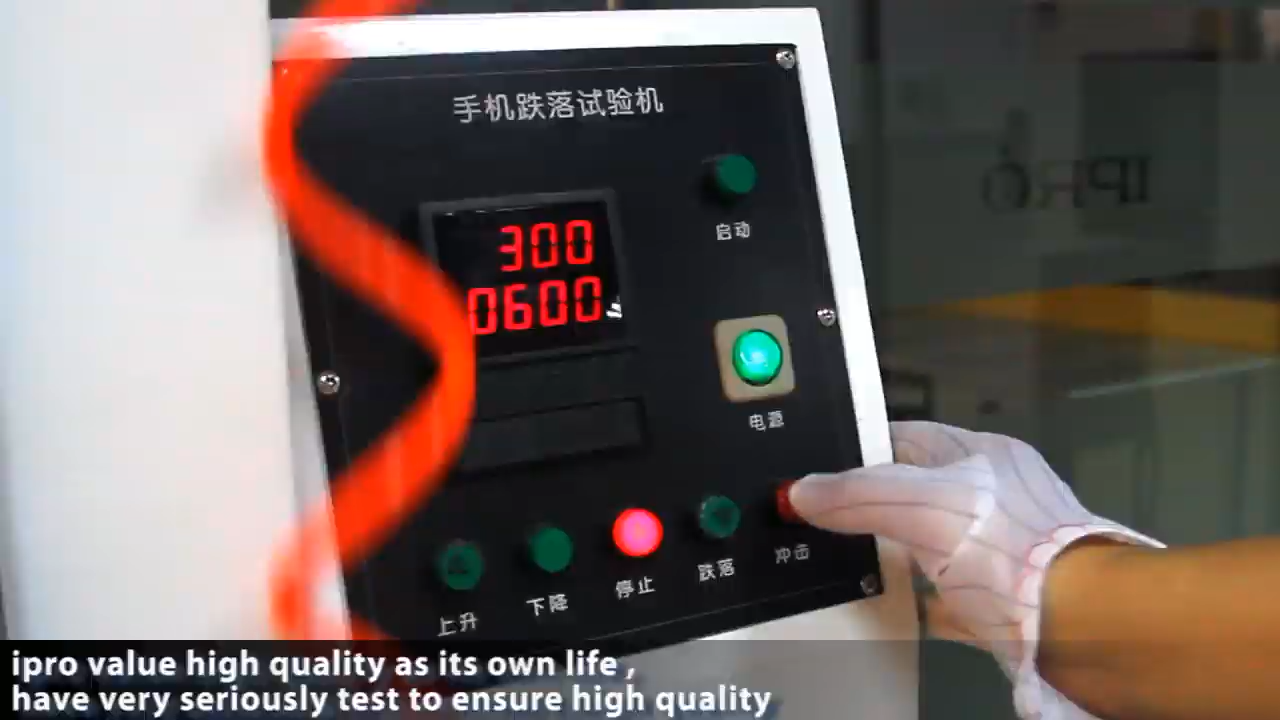 手机跌落试验机
启动
300
0600
电源
上升
下降
停止
跌落
冲击
IPRO
ipro value high quality as its own life ,
have very seriously test to ensure high quality